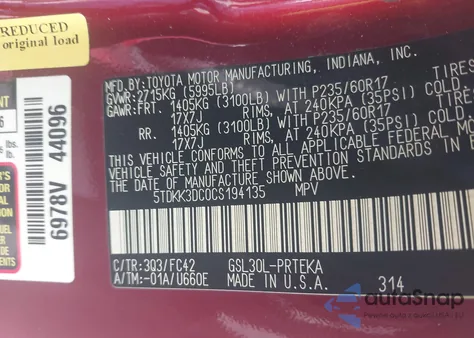 REDUCED
original load
MFD.BY: TOYOTA MOTOR MANUFACTURING, INDIANA, INC.
GVWR: 2715KG (5995LB)
GAWR: FRT. 1405KG (3100LB) WITH P235/60R17 TIRES
17X7J RIMS, AT 240KPA (35PSI) COLD.
RR. 1405KG (3100LB) WITH P235/60R17 TIRES
17X7J RIMS, AT 240KPA (35PSI) COLD.
THIS VEHICLE CONFORMS TO ALL APPLICABLE FEDERAL MOTOR
VEHICLE SAFETY AND THEFT PREVENTION STANDARDS IN
DATE OF MANUFACTURE SHOWN ABOVE.
5TDKK3DC0CS194135 MPV
C/TR: 3Q3/FC42 GSL30L-PRTEKA
A/TM:-01A/U660E MADE IN U.S.A. 314
6978V 44096
autoSnap